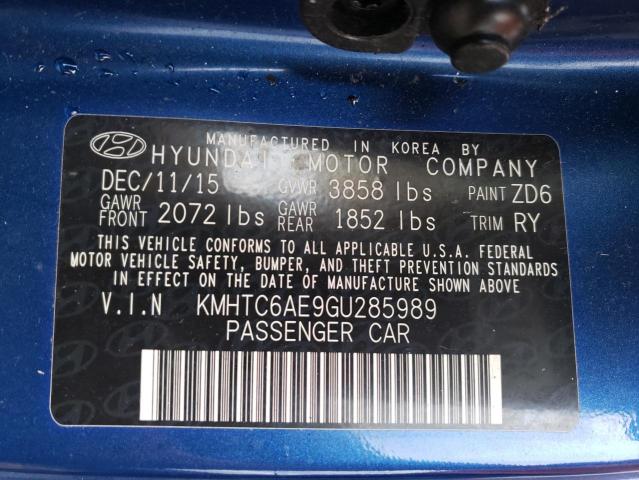 MANUFACTURED IN KOREA BY
HYUNDAI MOTOR COMPANY
DEC/11/15 GVWR 3858 lbs PAINT ZD6
GAWR FRONT 2072 lbs GAWR REAR 1852 lbs TRIM RY
THIS VEHICLE CONFORMS TO ALL APPLICABLE U.S.A. FEDERAL
MOTOR VEHICLE SAFETY, BUMPER, AND THEFT PREVENTION STANDARDS
IN EFFECT ON THE DATE OF MANUFACTURE SHOWN ABOVE
V.I.N KMHTC6AE9GU285989
PASSENGER CAR